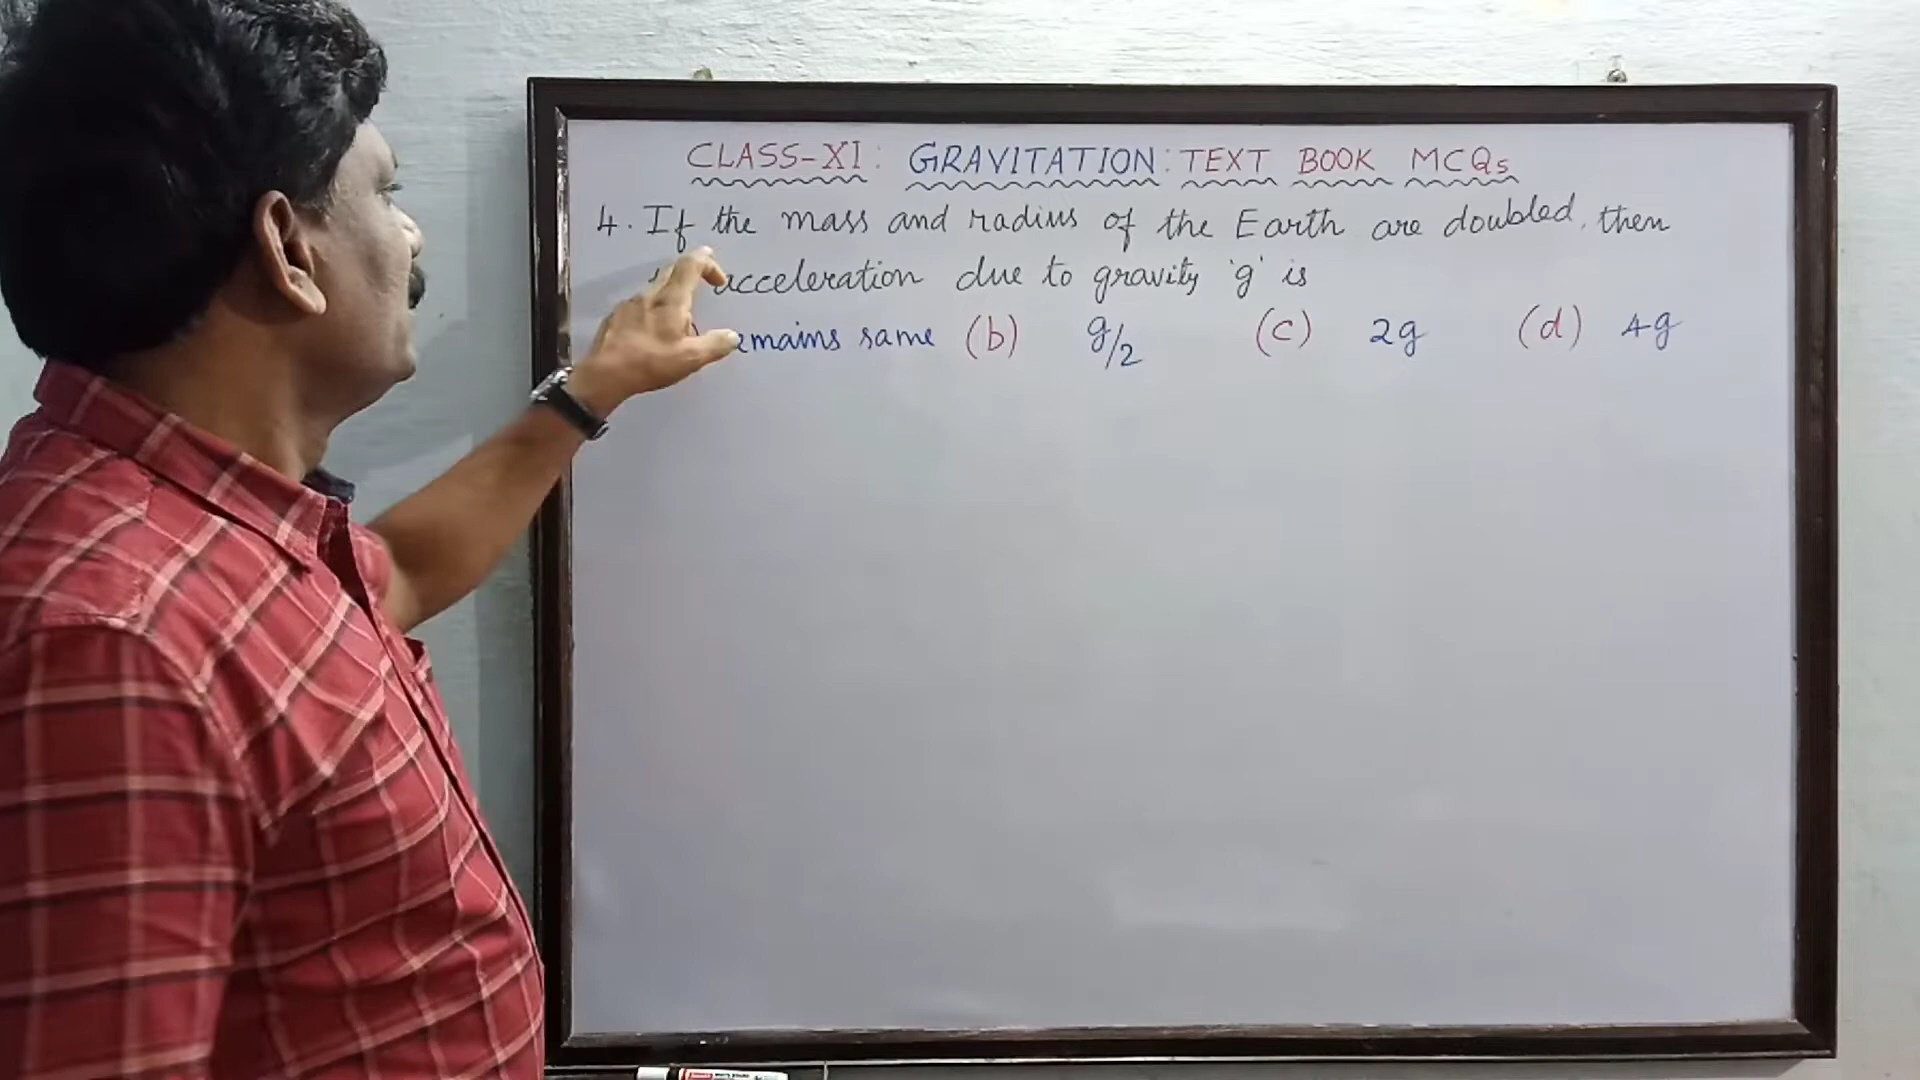 CLASS-XI: GRAVITATION: TEXT BOOK MCQs
4. If the mass and radius of the Earth are doubled, then
acceleration due to gravity 'g' is
remains same (b) g/2 (c) 2g (d) 4g